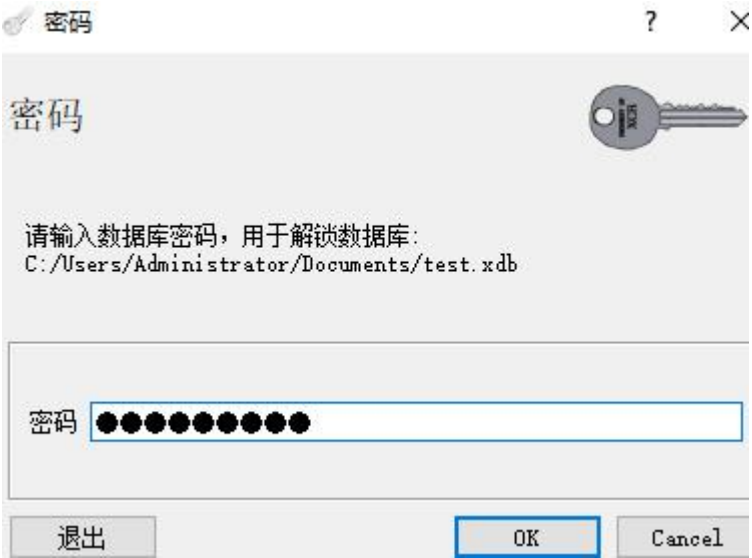 密码
?
密码
XCA
请输入数据库密码，用于解锁数据库:
C:/Users/Administrator/Documents/test.xdb
密码
退出
OK
Cancel